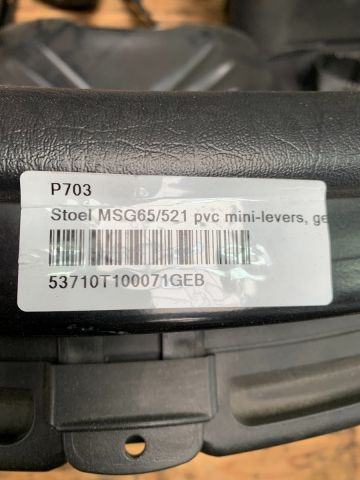 P703
Stoel MSG65/521 pvc mini-levers, ge
53710T100071GEB